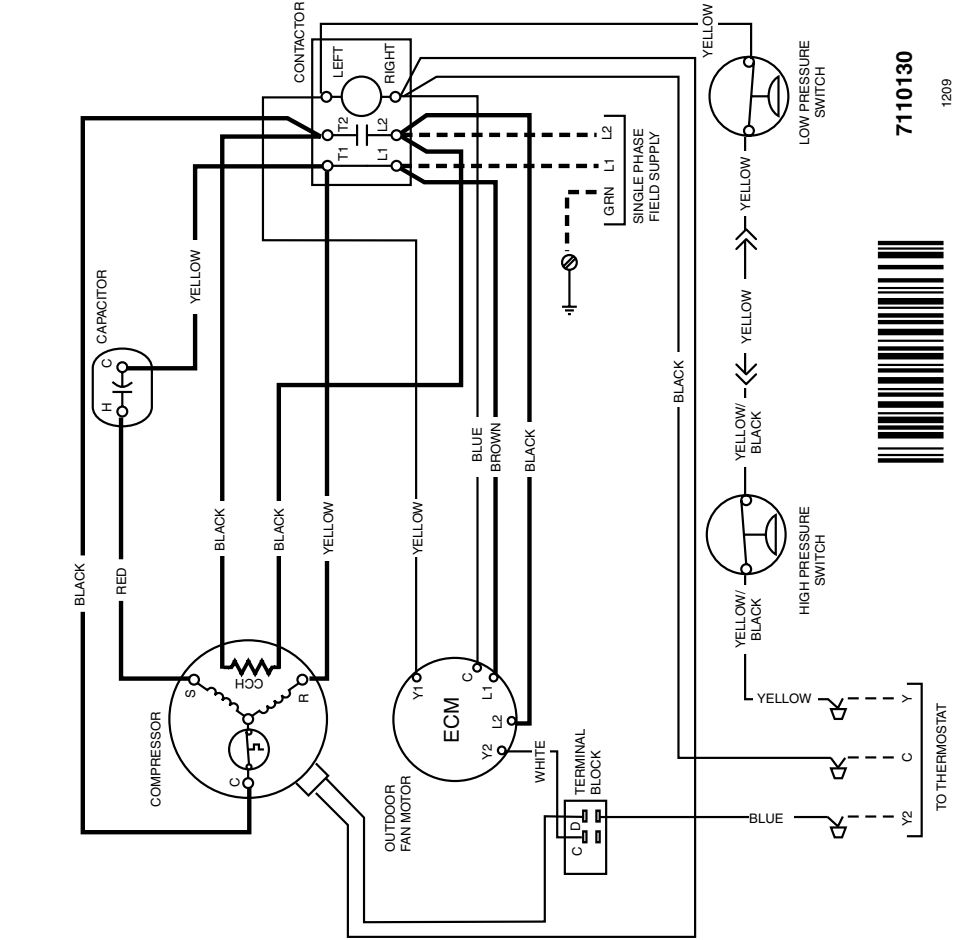 CONTACTOR
LEFT
RIGHT
T2
L2
T1
L1
YELLOW
LOW PRESSURE
SWITCH
7110130
1209
L2
L1
GRN
SINGLE PHASE
FIELD SUPPLY
YELLOW
YELLOW
CAPACITOR
C
H
YELLOW
BLACK
YELLOW/
BLACK
BLACK
RED
BLACK
BLACK
YELLOW
YELLOW
BLUE
BROWN
BLACK
HIGH PRESSURE
SWITCH
YELLOW/
BLACK
COMPRESSOR
S
CCH
R
C
OUTDOOR
FAN MOTOR
ECM
Y1
C
L1
L2
Y2
WHITE
TERMINAL
BLOCK
D
C
YELLOW
BLUE
Y
C
Y2
TO THERMOSTAT